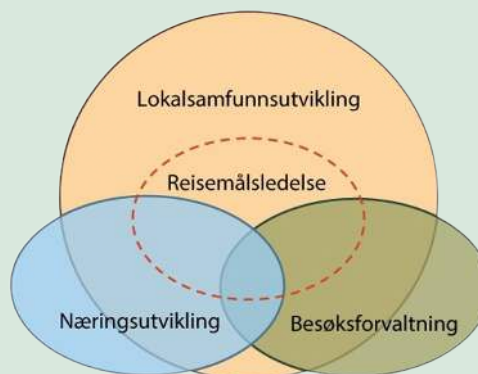 Lokalsamfunnsutvikling
Reisemålsledelse
Næringsutvikling
Besøksforvaltning